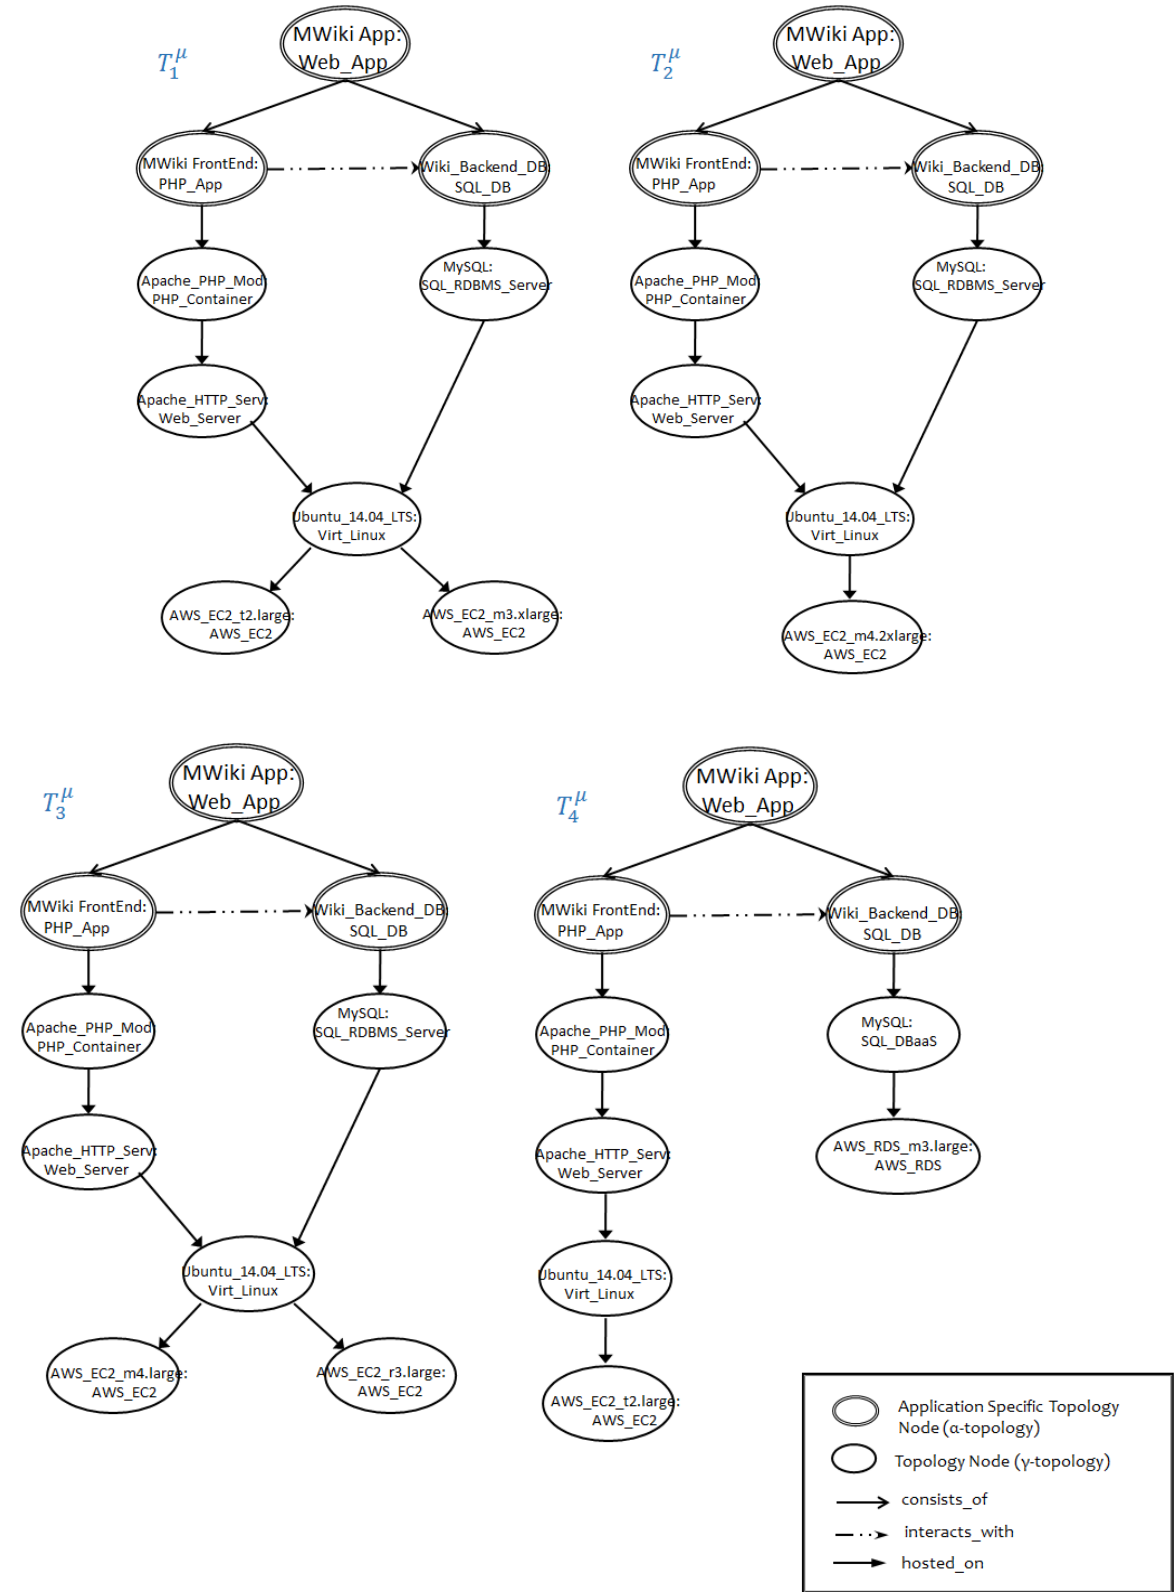 T₁^μ
MWiki App:
Web_App
MWiki FrontEnd:
PHP_App
Wiki_Backend_DB:
SQL_DB
Apache_PHP_Mod:
PHP_Container
MySQL:
SQL_RDBMS_Server
Apache_HTTP_Serv:
Web_Server
Ubuntu_14.04_LTS:
Virt_Linux
AWS_EC2_t2.large:
AWS_EC2
AWS_EC2_m3.xlarge:
AWS_EC2
T₂^μ
MWiki App:
Web_App
MWiki FrontEnd:
PHP_App
Wiki_Backend_DB:
SQL_DB
Apache_PHP_Mod:
PHP_Container
MySQL:
SQL_RDBMS_Server
Apache_HTTP_Serv:
Web_Server
Ubuntu_14.04_LTS:
Virt_Linux
AWS_EC2_m4.2xlarge:
AWS_EC2
T₃^μ
MWiki App:
Web_App
MWiki FrontEnd:
PHP_App
Wiki_Backend_DB:
SQL_DB
Apache_PHP_Mod:
PHP_Container
MySQL:
SQL_RDBMS_Server
Apache_HTTP_Serv:
Web_Server
Ubuntu_14.04_LTS:
Virt_Linux
AWS_EC2_m4.large:
AWS_EC2
AWS_EC2_r3.large:
AWS_EC2
T₄^μ
MWiki App:
Web_App
MWiki FrontEnd:
PHP_App
Wiki_Backend_DB:
SQL_DB
Apache_PHP_Mod:
PHP_Container
MySQL:
SQL_DBaaS
Apache_HTTP_Serv:
Web_Server
AWS_RDS_m3.large:
AWS_RDS
Ubuntu_14.04_LTS:
Virt_Linux
AWS_EC2_t2.large:
AWS_EC2
Application Specific Topology
Node (α-topology)
Topology Node (γ-topology)
consists_of
interacts_with
hosted_on